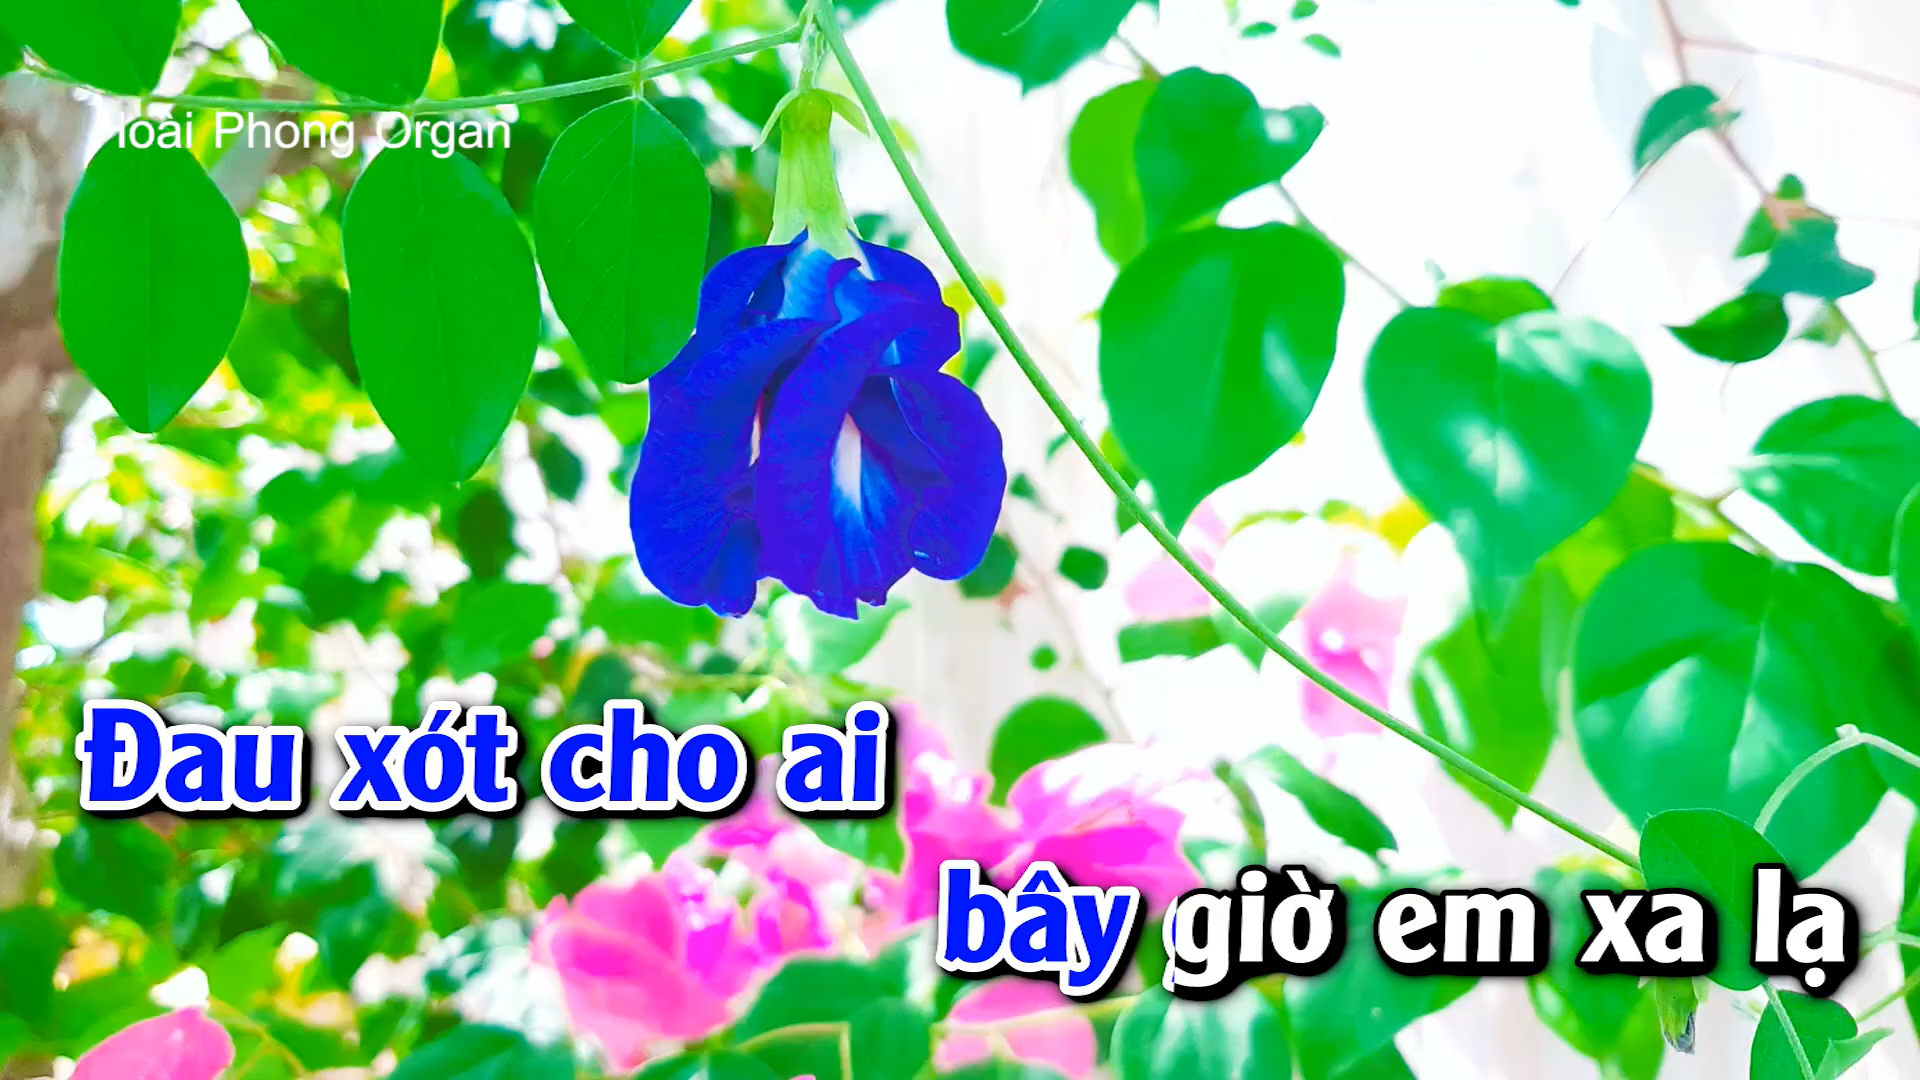 Hoài Phong Organ
Đau xót cho ai
bây giờ em xa lạ